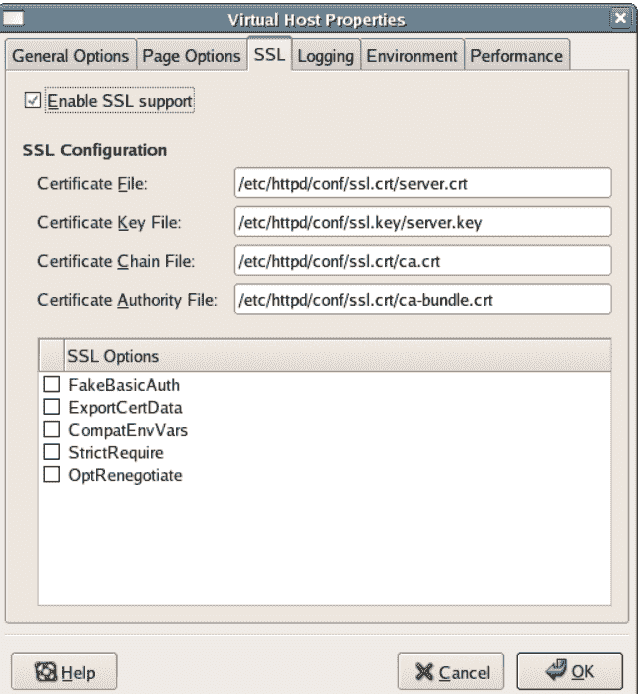 Virtual Host Properties
General Options Page Options SSL Logging Environment Performance
Enable SSL support
SSL Configuration
Certificate File: /etc/httpd/conf/ssl.crt/server.crt
Certificate Key File: /etc/httpd/conf/ssl.key/server.key
Certificate Chain File: /etc/httpd/conf/ssl.crt/ca.crt
Certificate Authority File: /etc/httpd/conf/ssl.crt/ca-bundle.crt
SSL Options
FakeBasicAuth
ExportCertData
CompatEnvVars
StrictRequire
OptRenegotiate
Help Cancel OK